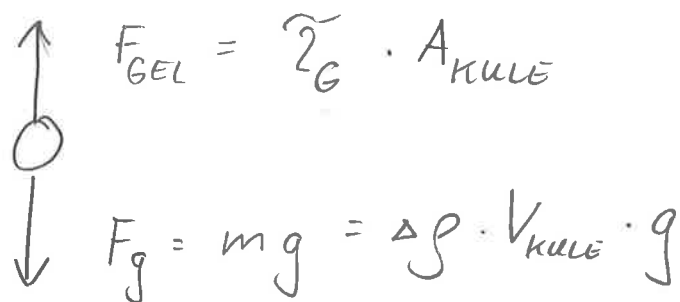 F_GEL = τ_G · A_KULE
F_g = mg = Δρ · V_KULE · g